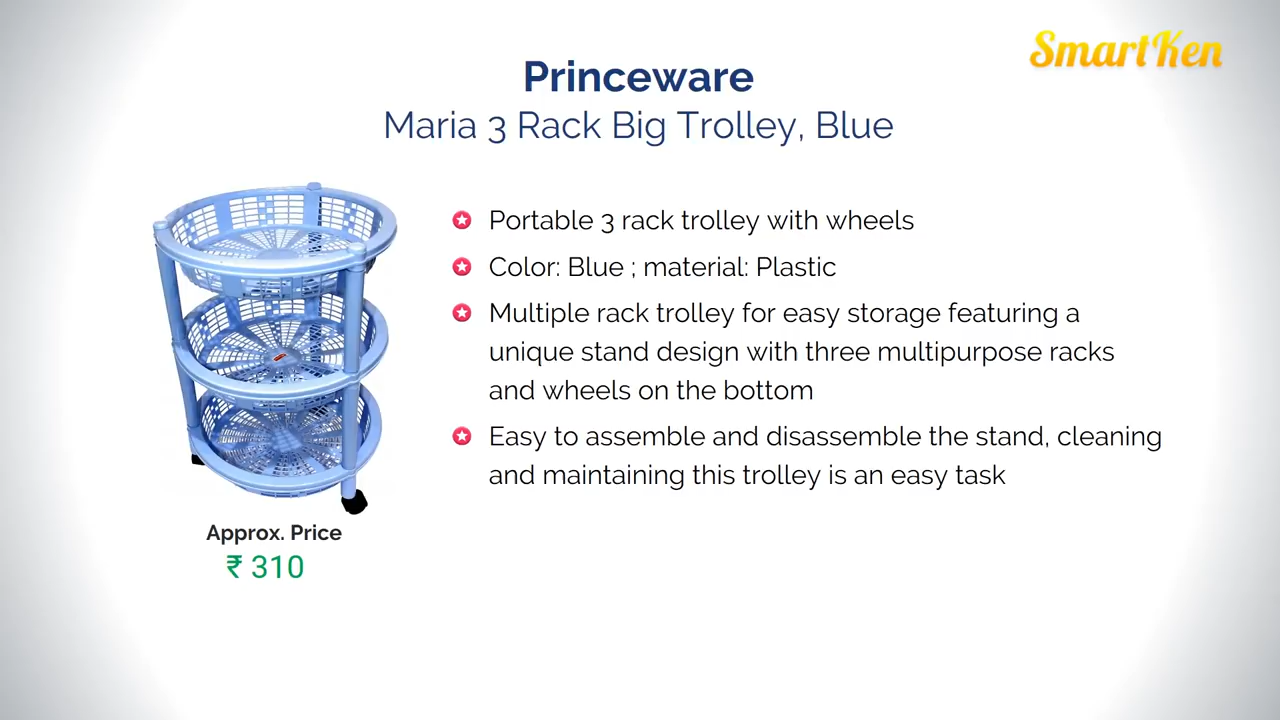 SmartKen
Princeware
Maria 3 Rack Big Trolley, Blue
Portable 3 rack trolley with wheels
Color: Blue ; material: Plastic
Multiple rack trolley for easy storage featuring a
unique stand design with three multipurpose racks
and wheels on the bottom
Easy to assemble and disassemble the stand, cleaning
and maintaining this trolley is an easy task
Approx. Price
₹ 310